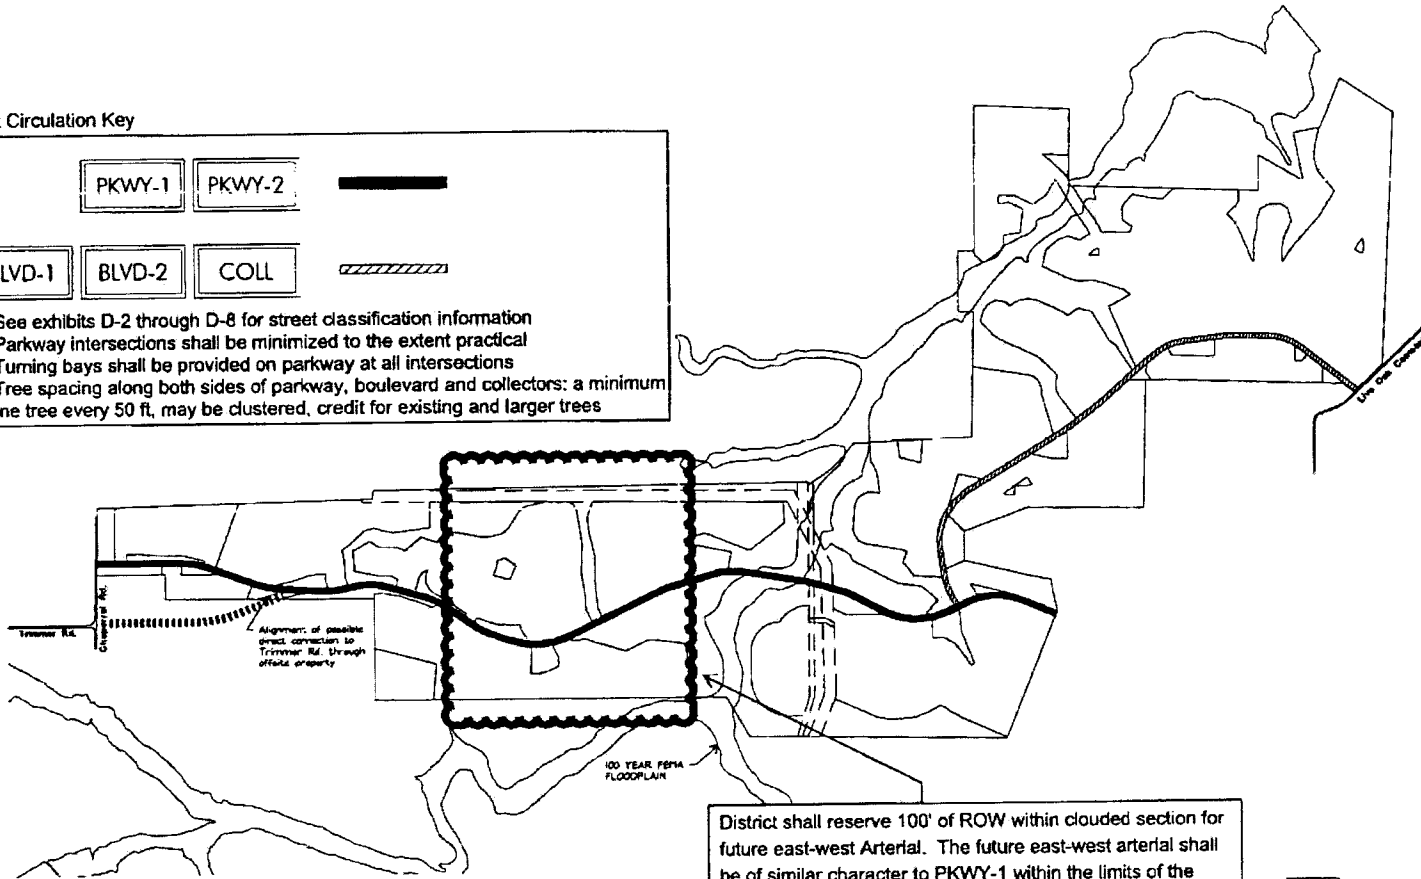 Circulation Key
PKWY-1 PKWY-2
LVD-1 BLVD-2 COLL
See exhibits D-2 through D-8 for street classification information
Parkway intersections shall be minimized to the extent practical
Turning bays shall be provided on parkway at all intersections
Tree spacing along both sides of parkway, boulevard and collectors: a minimum
ne tree every 50 ft, may be clustered, credit for existing and larger trees
Live Oak
Chaparral Rd.
Trimmer Rd.
Alignment of possible
direct connection to
Trimmer Rd. through
offsite property
100 YEAR FEMA
FLOODPLAIN
District shall reserve 100' of ROW within clouded section for
future east-west Arterial. The future east-west arterial shall
be of similar character to PKWY-1 within the limits of the